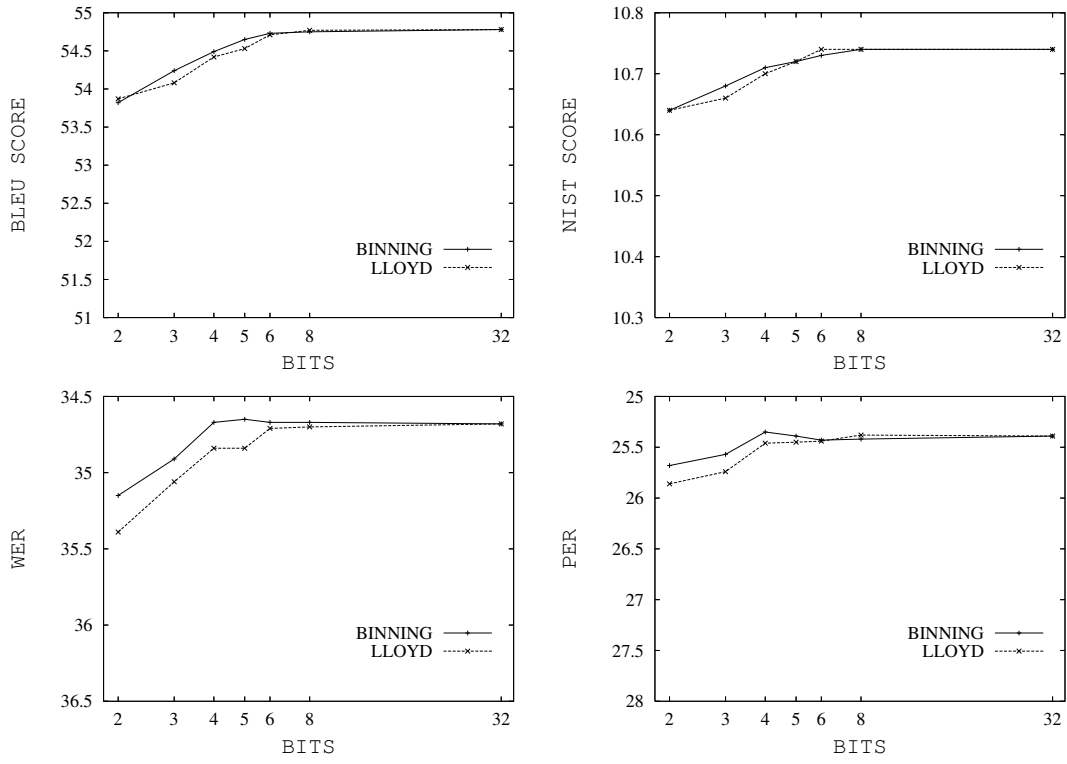 55
54.5
54
53.5
53
52.5
52
51.5
51
BLEU SCORE
BINNING
LLOYD
2 3 4 5 6 8 32
BITS
10.8
10.7
10.6
10.5
10.4
10.3
NIST SCORE
BINNING
LLOYD
2 3 4 5 6 8 32
BITS
34.5
35
35.5
36
36.5
WER
BINNING
LLOYD
2 3 4 5 6 8 32
BITS
25
25.5
26
26.5
27
27.5
28
PER
BINNING
LLOYD
2 3 4 5 6 8 32
BITS